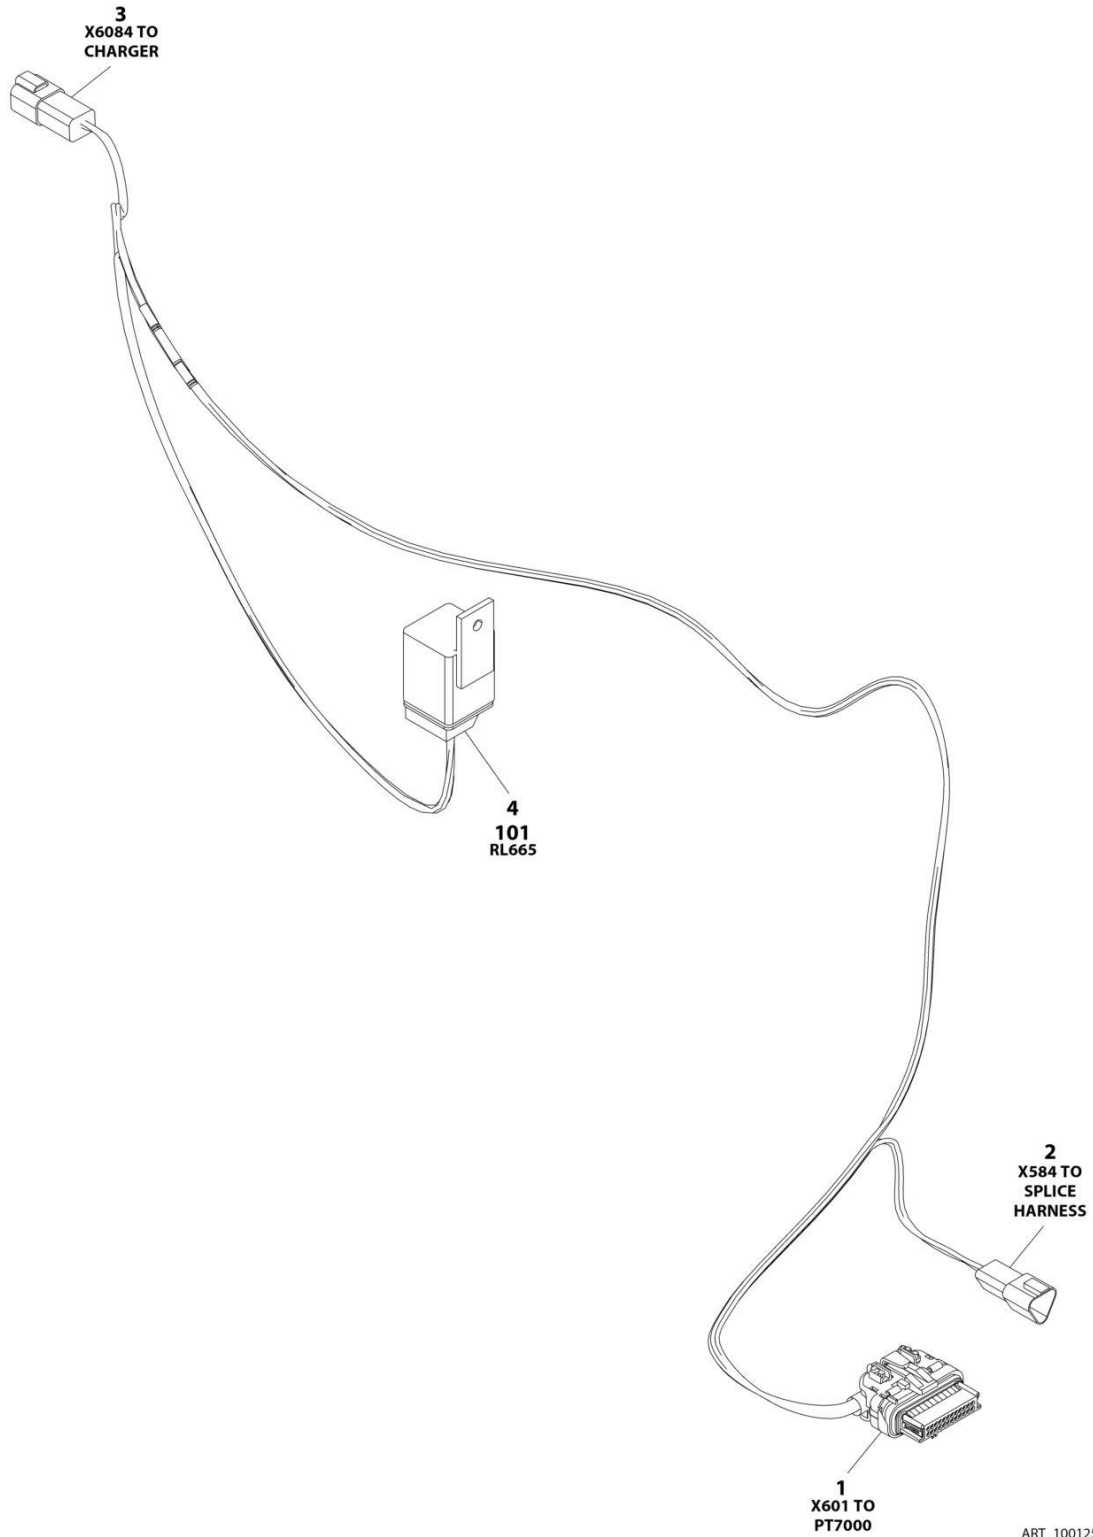 3
X6084 TO
CHARGER
4
101
RL665
2
X584 TO
SPLICE
HARNESS
1
X601 TO
PT7000